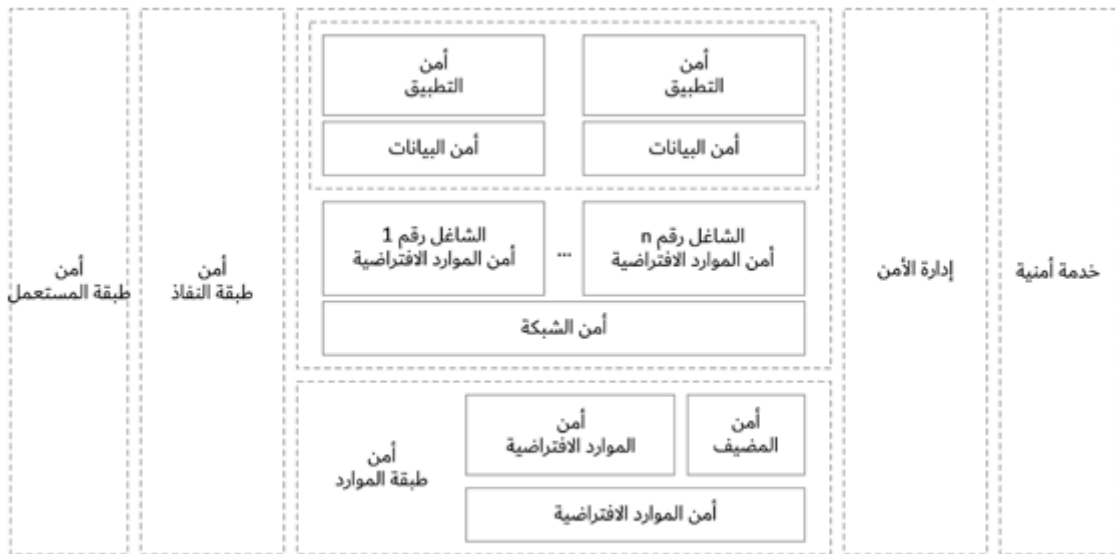 خدمة أمنية
إدارة الأمن
أمن
التطبيق
أمن
التطبيق
أمن البيانات
أمن البيانات
الشاغل رقم n
أمن الموارد الافتراضية
...
الشاغل رقم 1
أمن الموارد الافتراضية
أمن الشبكة
أمن
المضيف
أمن
الموارد الافتراضية
أمن الموارد الافتراضية
أمن
طبقة الموارد
أمن
طبقة النفاذ
أمن
طبقة المستعمل